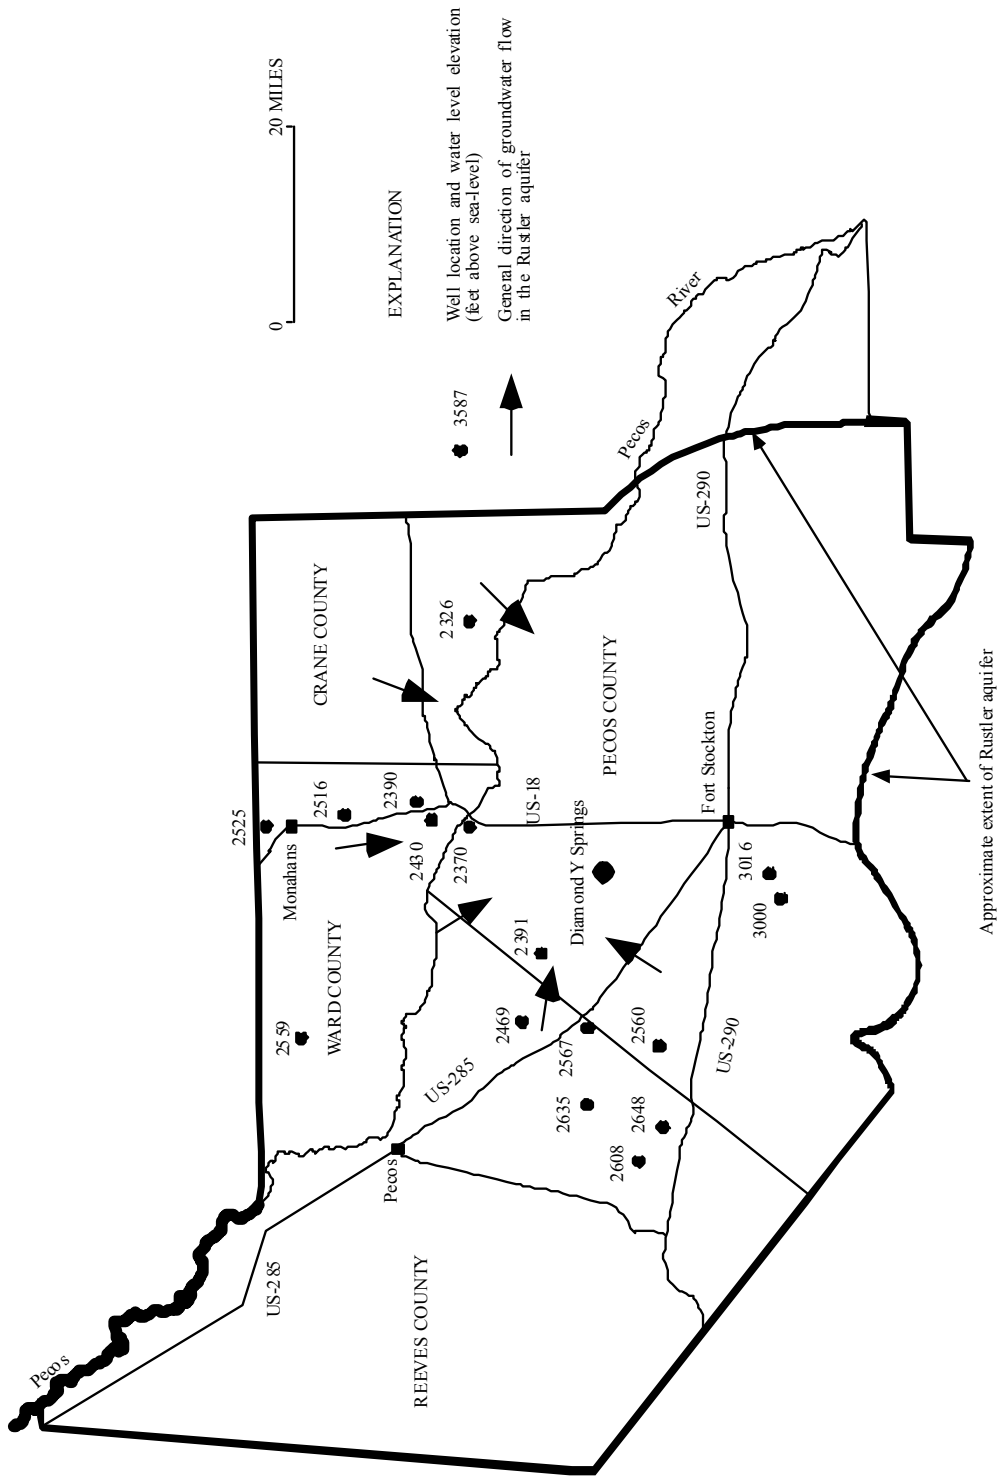 0
20 MILES
EXPLANATION
3587
Well location and water level elevation
(feet above sea-level)
General direction of groundwater flow
in the Rustler aquifer
Pecos
US-285
REEVES COUNTY
Pecos
US-285
2559
WARD COUNTY
2525
Monahans
2516
2390
2430
2370
CRANE COUNTY
2326
US-18
PECOS COUNTY
Pecos
River
US-290
2391
Diamond Y Springs
2469
2567
2560
2635
2648
2608
US-290
Fort Stockton
3016
3000
Approximate extent of Rustler aquifer